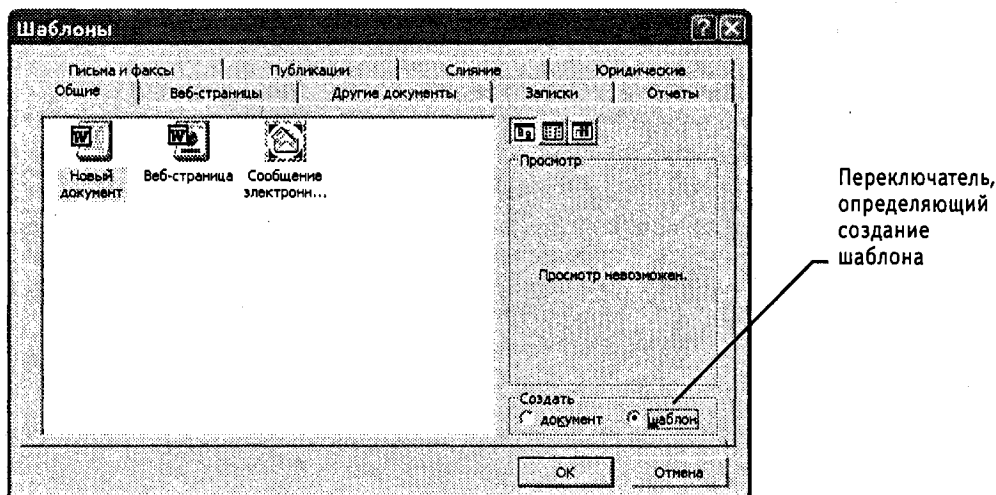 Шаблоны
Письма и факсы
Публикации
Слияние
Юридические
Общие
Веб-страницы
Другие документы
Записки
Отчеты
Новый
документ
Веб-страница
Сообщение
электронн...
Просмотр
Просмотр невозможен.
Создать
документ
шаблон
ОК
Отмена
Переключатель,
определяющий
создание
шаблона